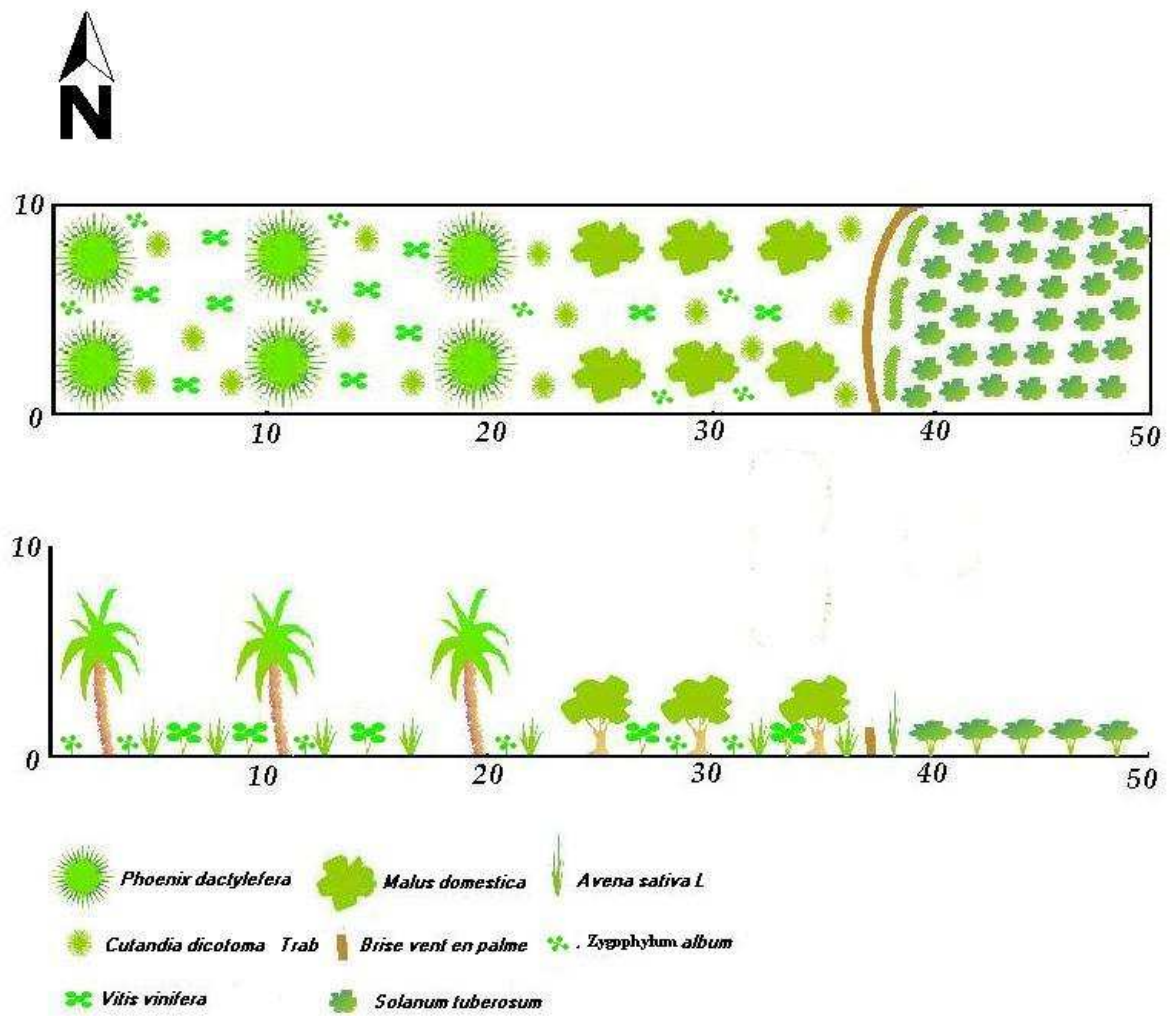 N
10
0
10 20 30 40 50
10
0
10 20 30 40 50
Phoenix dactylefera Malus domestica Avena sativa L
Cutandia dicotoma Trab Brise vent en palme . Zygophylum album
Vitis vinifera Solanum tuberosum